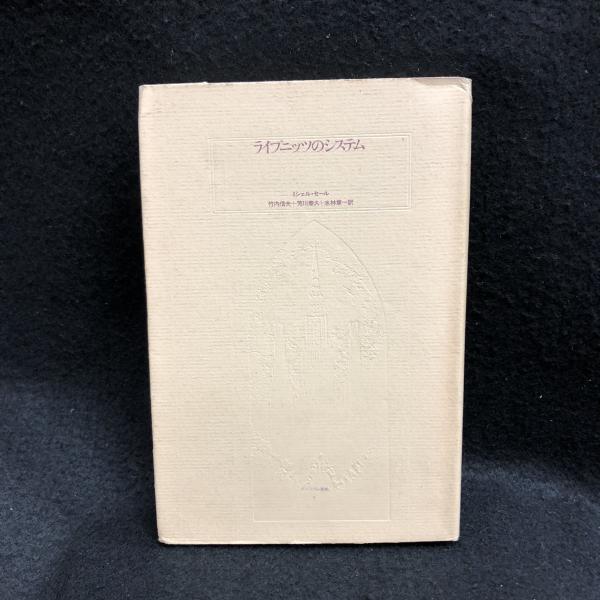 ライプニッツのシステム
ミシェル・セール
竹内信夫+芳川泰久+水林章=訳